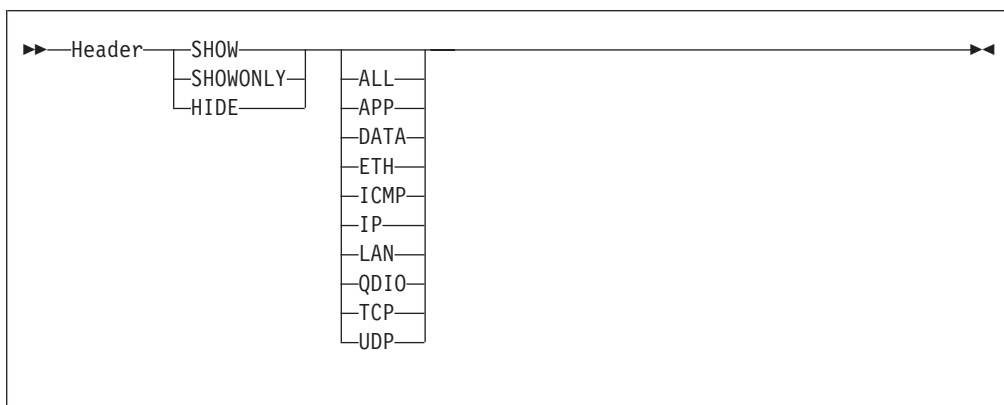 Header SHOW
SHOWONLY ALL
HIDE APP
DATA
ETH
ICMP
IP
LAN
QDIO
TCP
UDP